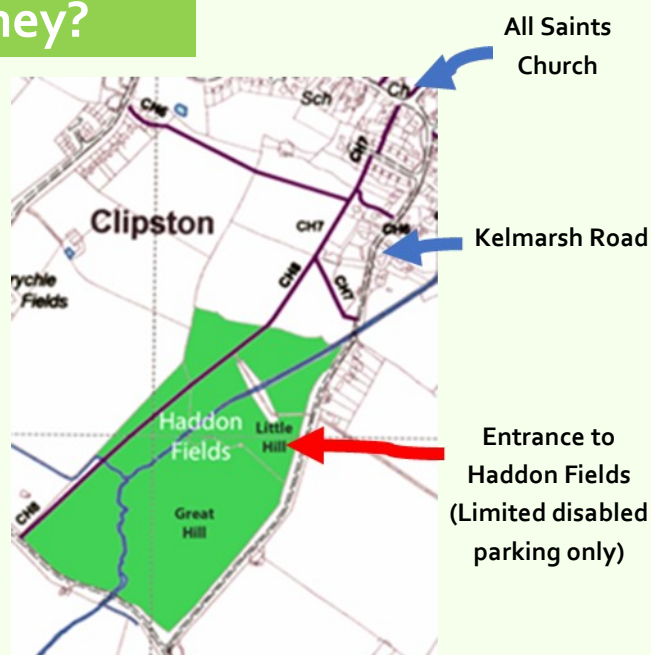 ney?
All Saints
Church
Ch
Sch
CH6
CH7
Clipston
CH7
CH6
Kelmarsh Road
CH8
CH7
rychie
Fields
Haddon
Fields
Little
Hill
Entrance to
Haddon Fields
(Limited disabled
parking only)
Great
Hill
CH8